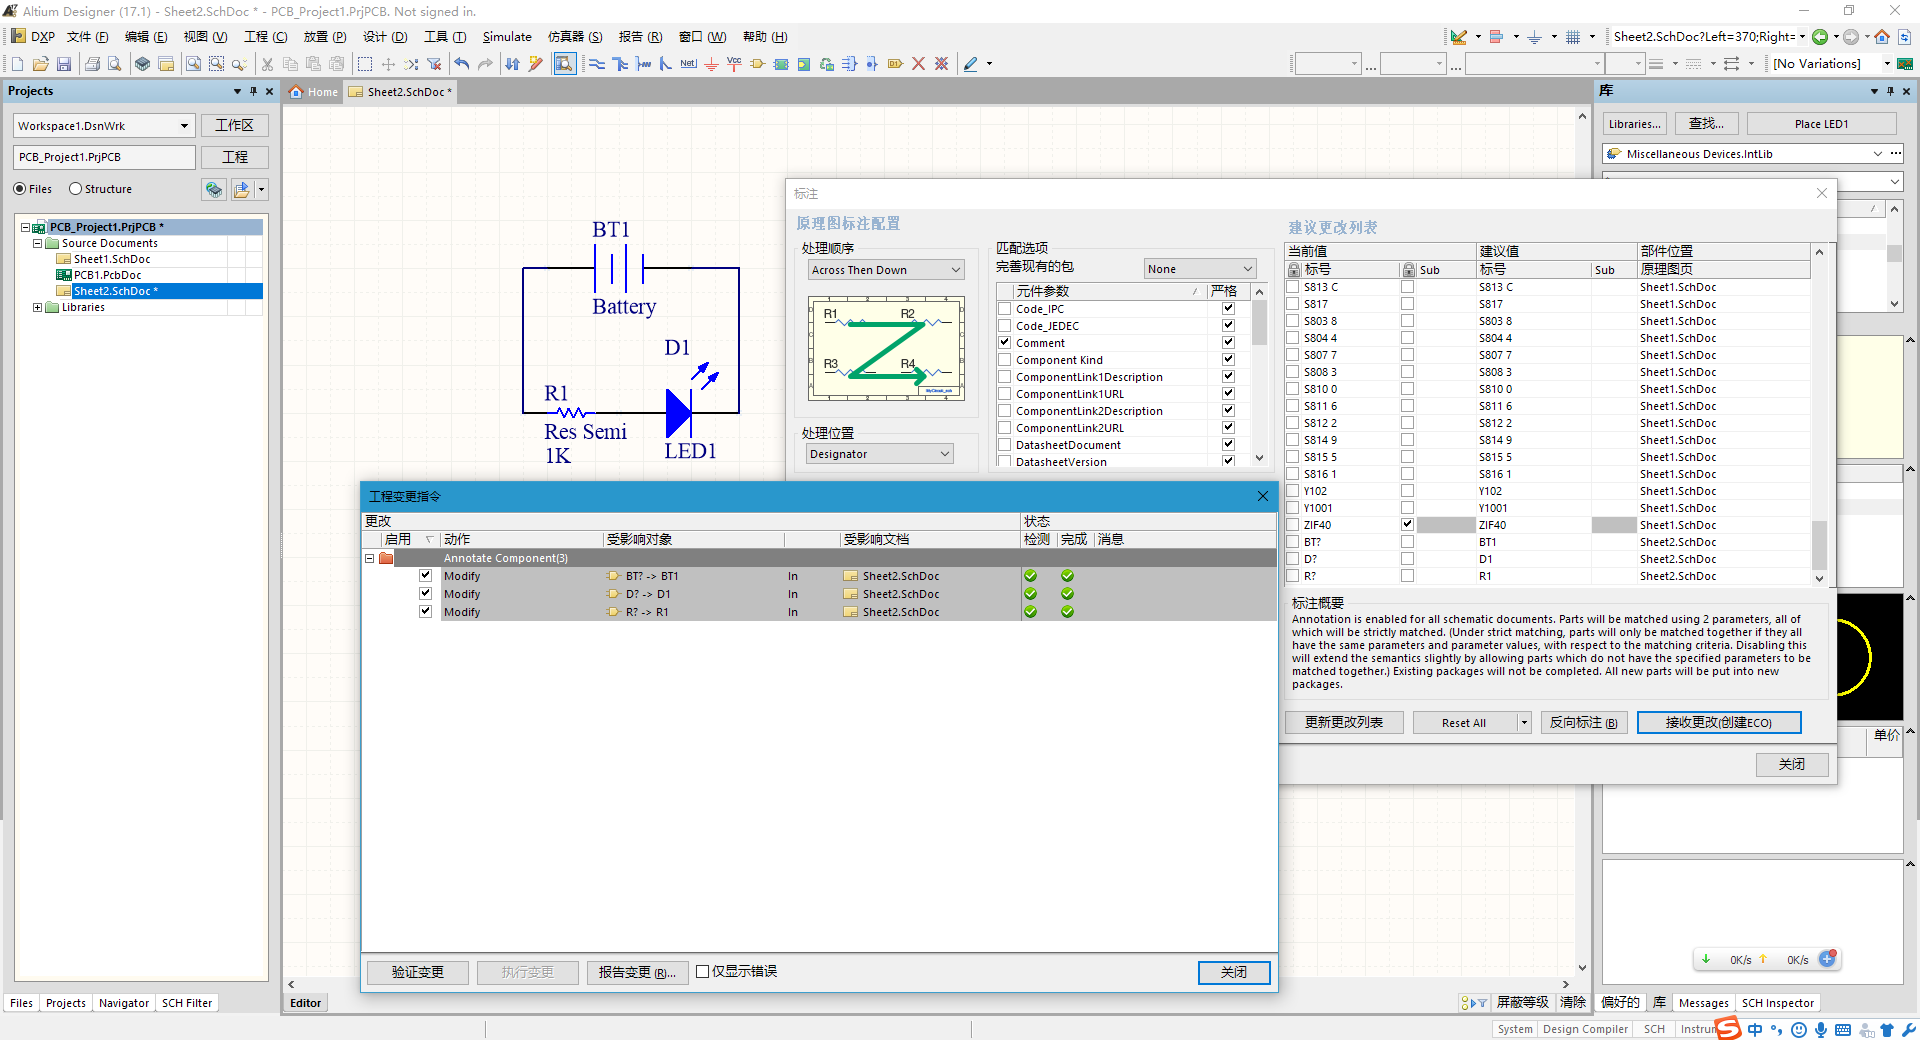 Altium Designer (17.1) - Sheet2.SchDoc * - PCB_Project1.PrjPCB. Not signed in.
DXP 文件 (F) 编辑 (E) 视图 (V) 工程 (C) 放置 (P) 设计 (D) 工具 (T) Simulate 仿真器 (S) 报告 (R) 窗口 (W) 帮助 (H)
Sheet2.SchDoc?Left=370;Right=
[No Variations]
Projects
Workspace1.DsnWrk 工作区
PCB_Project1.PrjPCB 工程
Files Structure
PCB_Project1.PrjPCB *
Source Documents
Sheet1.SchDoc
PCB1.PcbDoc
Sheet2.SchDoc *
Libraries
Home Sheet2.SchDoc *
BT1
Battery
D1
R1
Res Semi
1K
LED1
库
Libraries... 查找... Place LED1
Miscellaneous Devices.IntLib
标注
原理图标注配置
处理顺序
Across Then Down
R1 R2
R3 R4
处理位置
Designator
匹配选项
完善现有的包 None
元件参数 严格
Code_IPC
Code_JEDEC
Comment
Component Kind
ComponentLink1Description
ComponentLink1URL
ComponentLink2Description
ComponentLink2URL
DatasheetDocument
DatasheetVersion
建议更改列表
当前值 建议值 部件位置
标号 Sub 标号 Sub 原理图页
S813 C S813 C Sheet1.SchDoc
S817 S817 Sheet1.SchDoc
S803 8 S803 8 Sheet1.SchDoc
S804 4 S804 4 Sheet1.SchDoc
S807 7 S807 7 Sheet1.SchDoc
S808 3 S808 3 Sheet1.SchDoc
S810 0 S810 0 Sheet1.SchDoc
S811 6 S811 6 Sheet1.SchDoc
S812 2 S812 2 Sheet1.SchDoc
S814 9 S814 9 Sheet1.SchDoc
S815 5 S815 5 Sheet1.SchDoc
S816 1 S816 1 Sheet1.SchDoc
Y102 Y102 Sheet1.SchDoc
Y1001 Y1001 Sheet1.SchDoc
ZIF40 ZIF40 Sheet1.SchDoc
BT? BT1 Sheet2.SchDoc
D? D1 Sheet2.SchDoc
R? R1 Sheet2.SchDoc
标注概要
Annotation is enabled for all schematic documents. Parts will be matched using 2 parameters, all of
which will be strictly matched. (Under strict matching, parts will only be matched together if they all
have the same parameters and parameter values, with respect to the matching criteria. Disabling this
will extend the semantics slightly by allowing parts which do not have the specified parameters to be
matched together.) Existing packages will not be completed. All new parts will be put into new
packages.
更新更改列表 Reset All 反向标注 (B) 接收更改(创建ECO)
关闭
单价
工程变更指令
更改 状态
启用 动作 受影响对象 受影响文档 检测 完成 消息
Annotate Component(3)
Modify BT? -> BT1 In Sheet2.SchDoc
Modify D? -> D1 In Sheet2.SchDoc
Modify R? -> R1 In Sheet2.SchDoc
验证变更 执行变更 报告变更 (R)... 仅显示错误 关闭
0K/s 0K/s
Files Projects Navigator SCH Filter
Editor
屏蔽等级 清除 偏好的 库 Messages SCH Inspector
System Design Compiler SCH Instrum
中